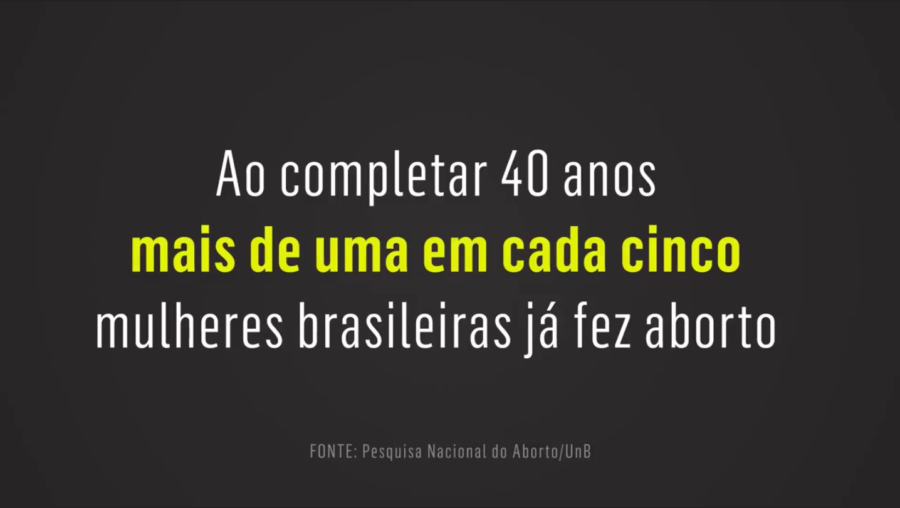 Ao completar 40 anos
mais de uma em cada cinco
mulheres brasileiras já fez aborto
FONTE: Pesquisa Nacional do Aborto/UnB